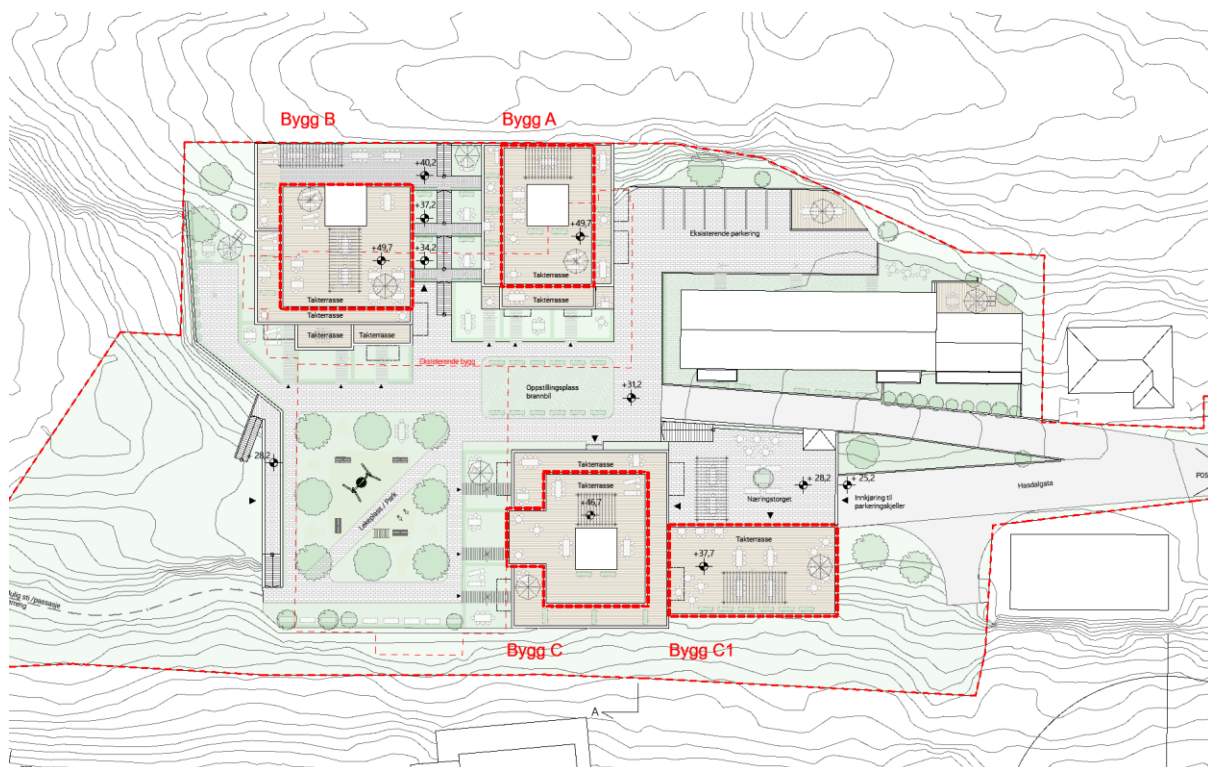 Bygg B
Bygg A
+40,2
+37,2
+49,7
Eksisterende parkering
+49,7
+34,2
Takterrasse
Takterrasse
Takterrasse
Takterrasse
Takterrasse
Takterrasse
Eksisterende bygg
Oppstillingsplass
brannbil
+31,2
Takterrasse
28,2
Lekeplass / Park
Takterrasse
+46,7
Næringstorget
+28,2
+25,2
Hasdalgata
Innkjøring til
parkeringskjeller
Takterrasse
+37,7
sti / passasje
Bygg C
Bygg C1
A